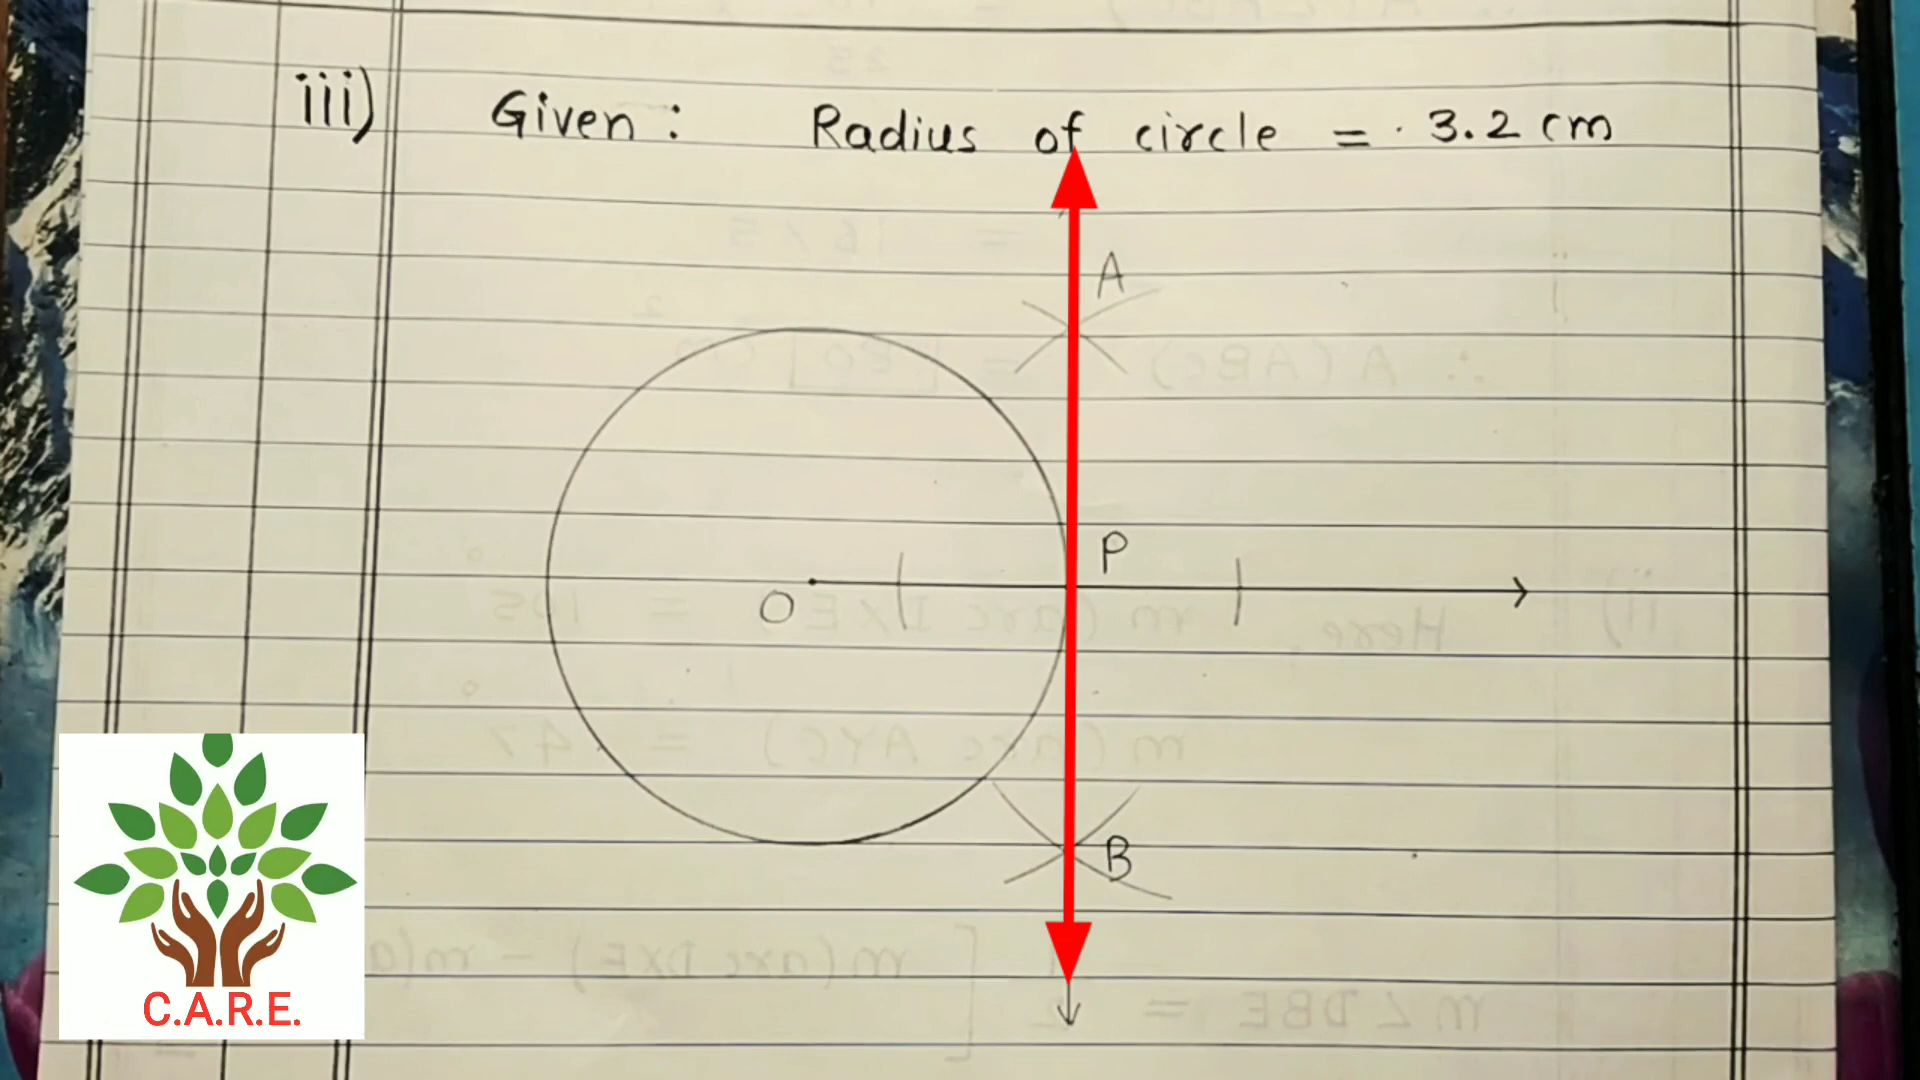 iii) Given: Radius of circle = 3.2 cm
A
P
O
B
C.A.R.E.